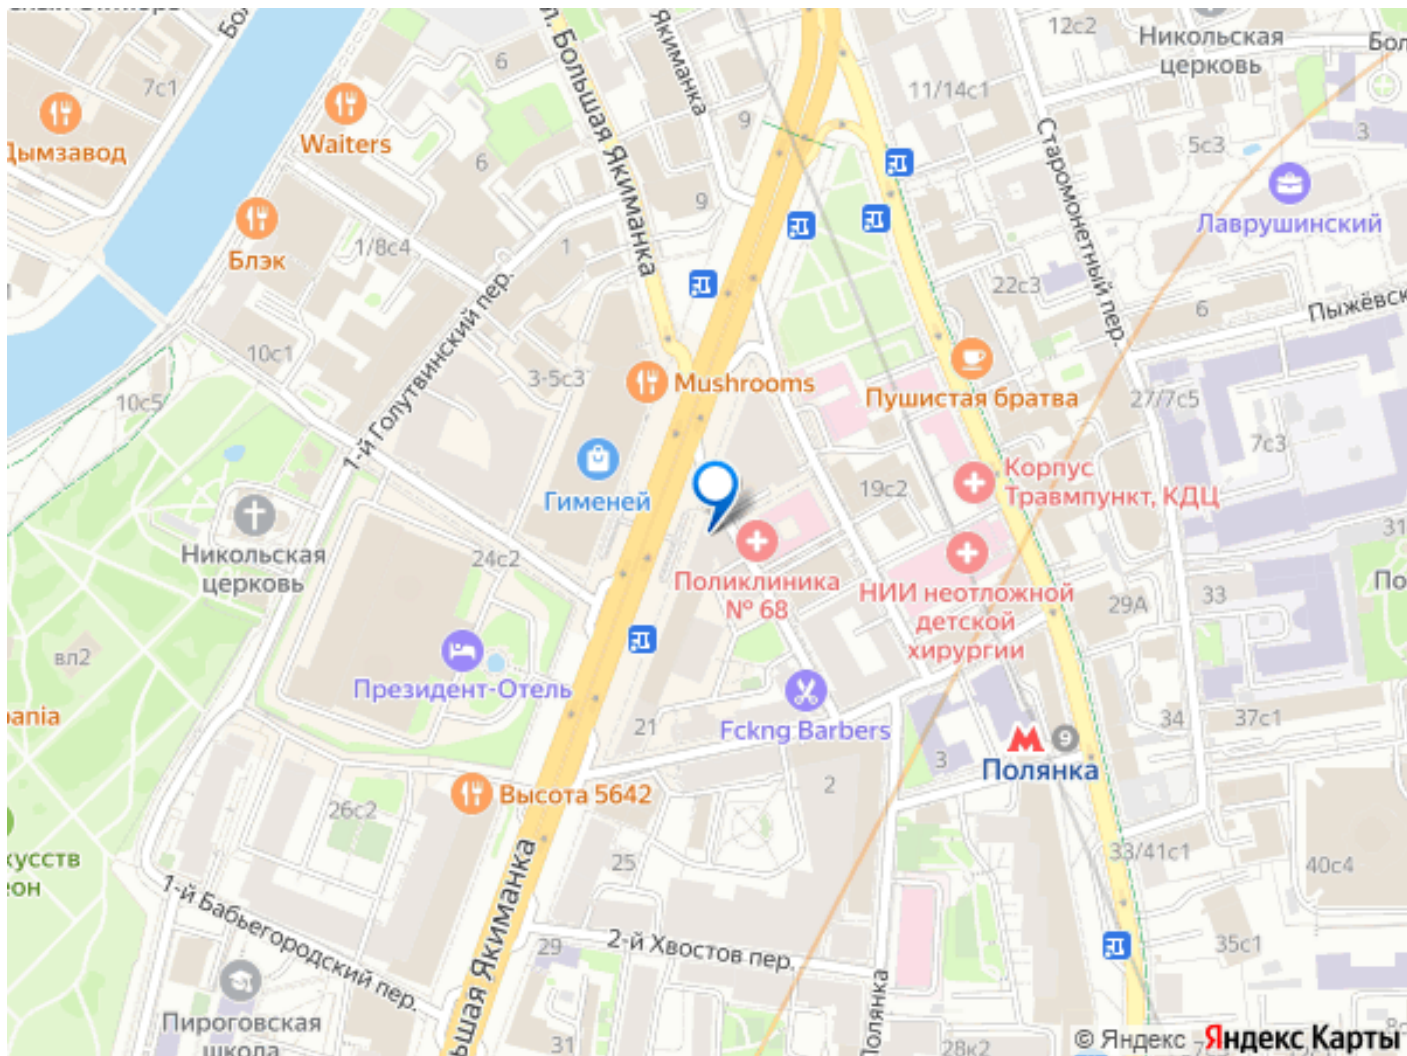 12с2
Никольская
церковь
7с1
6
ул. Большая Якиманка
Якиманка
11/14с1
Waiters
Дымзавод
9
6
5с3
3
Старомонетный пер.
Лаврушинский
9
Блэк
1/8с4
1
22с3
6
Пыжёвск
10с1
1-й Голутвинский пер.
3-5с3
Mushrooms
Пушистая братва
10с5
27/7с5
7с3
Гименей
19с2
Корпус
Травмпункт, КДЦ
Никольская
церковь
24с2
31
Поликлиника
№ 68
НИИ неотложной
детской
хирургии
29А
33
вл2
Президент-Отель
21
Fckng Barbers
34
37с1
9
3
Полянка
Высота 5642
26с2
2
25
33/41с1
40с4
1-й Бабьегородский пер.
29
2-й Хвостов пер.
35с1
Большая Якиманка
Полянка
Пироговская
школа
31
28к2
© Яндекс Яндекс Карты